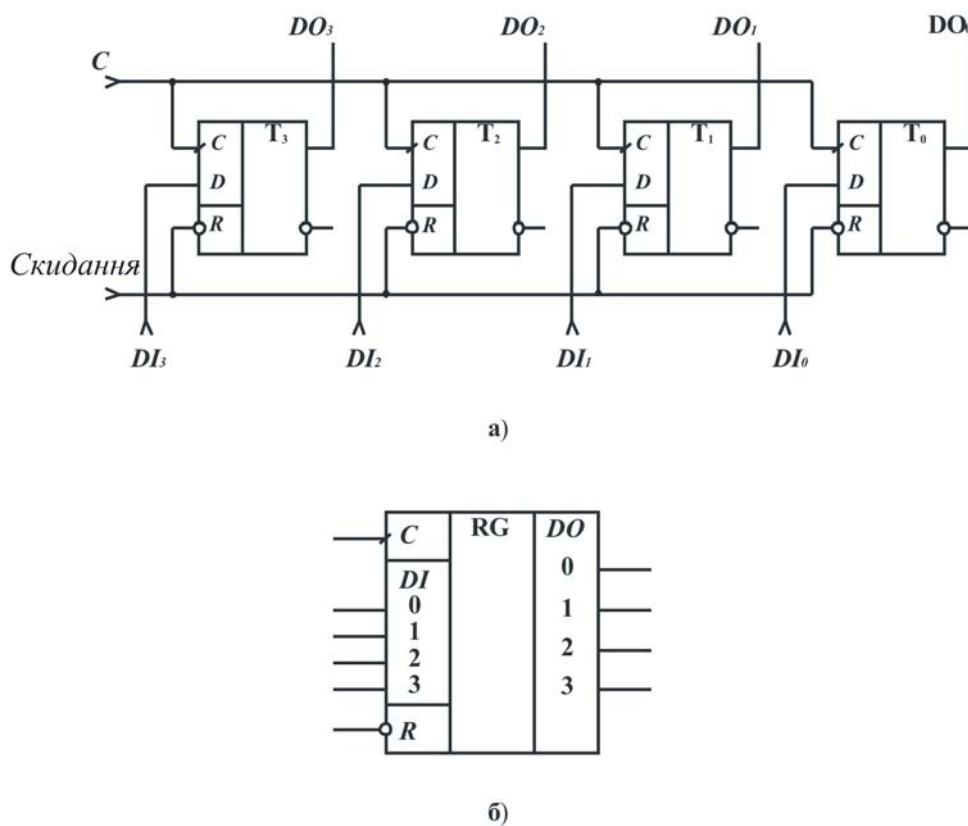 DO₃ DO₂ DO₁ DO₀
C
T₃ T₂ T₁ T₀
C C C C
D D D D
R R R R
Скидання
DI₃ DI₂ DI₁ DI₀
а)
C RG DO
0
DI
0
1
1
2
2
3
3
R
б)